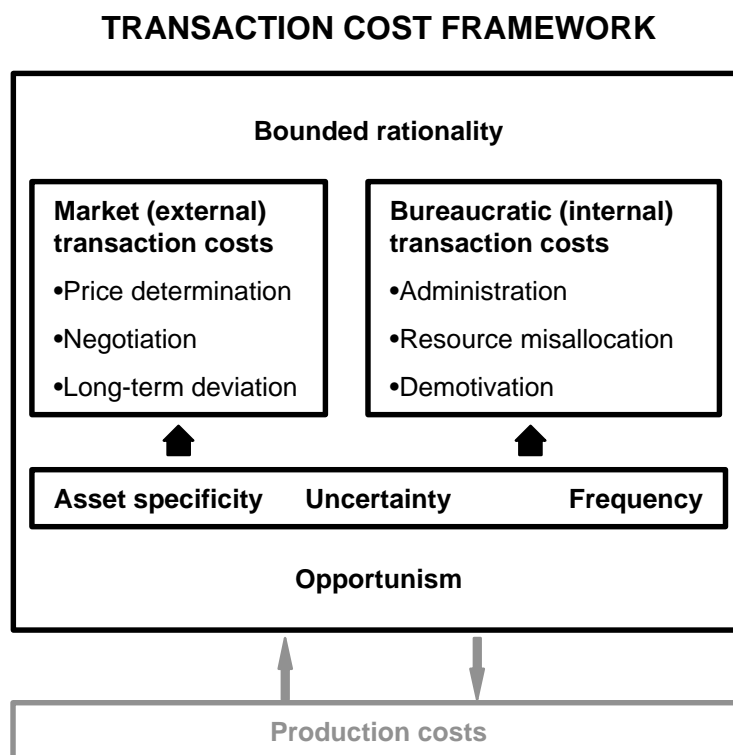 TRANSACTION COST FRAMEWORK
Bounded rationality
Market (external)
transaction costs
•Price determination
•Negotiation
•Long-term deviation
Bureaucratic (internal)
transaction costs
•Administration
•Resource misallocation
•Demotivation
Asset specificity Uncertainty Frequency
Opportunism
Production costs